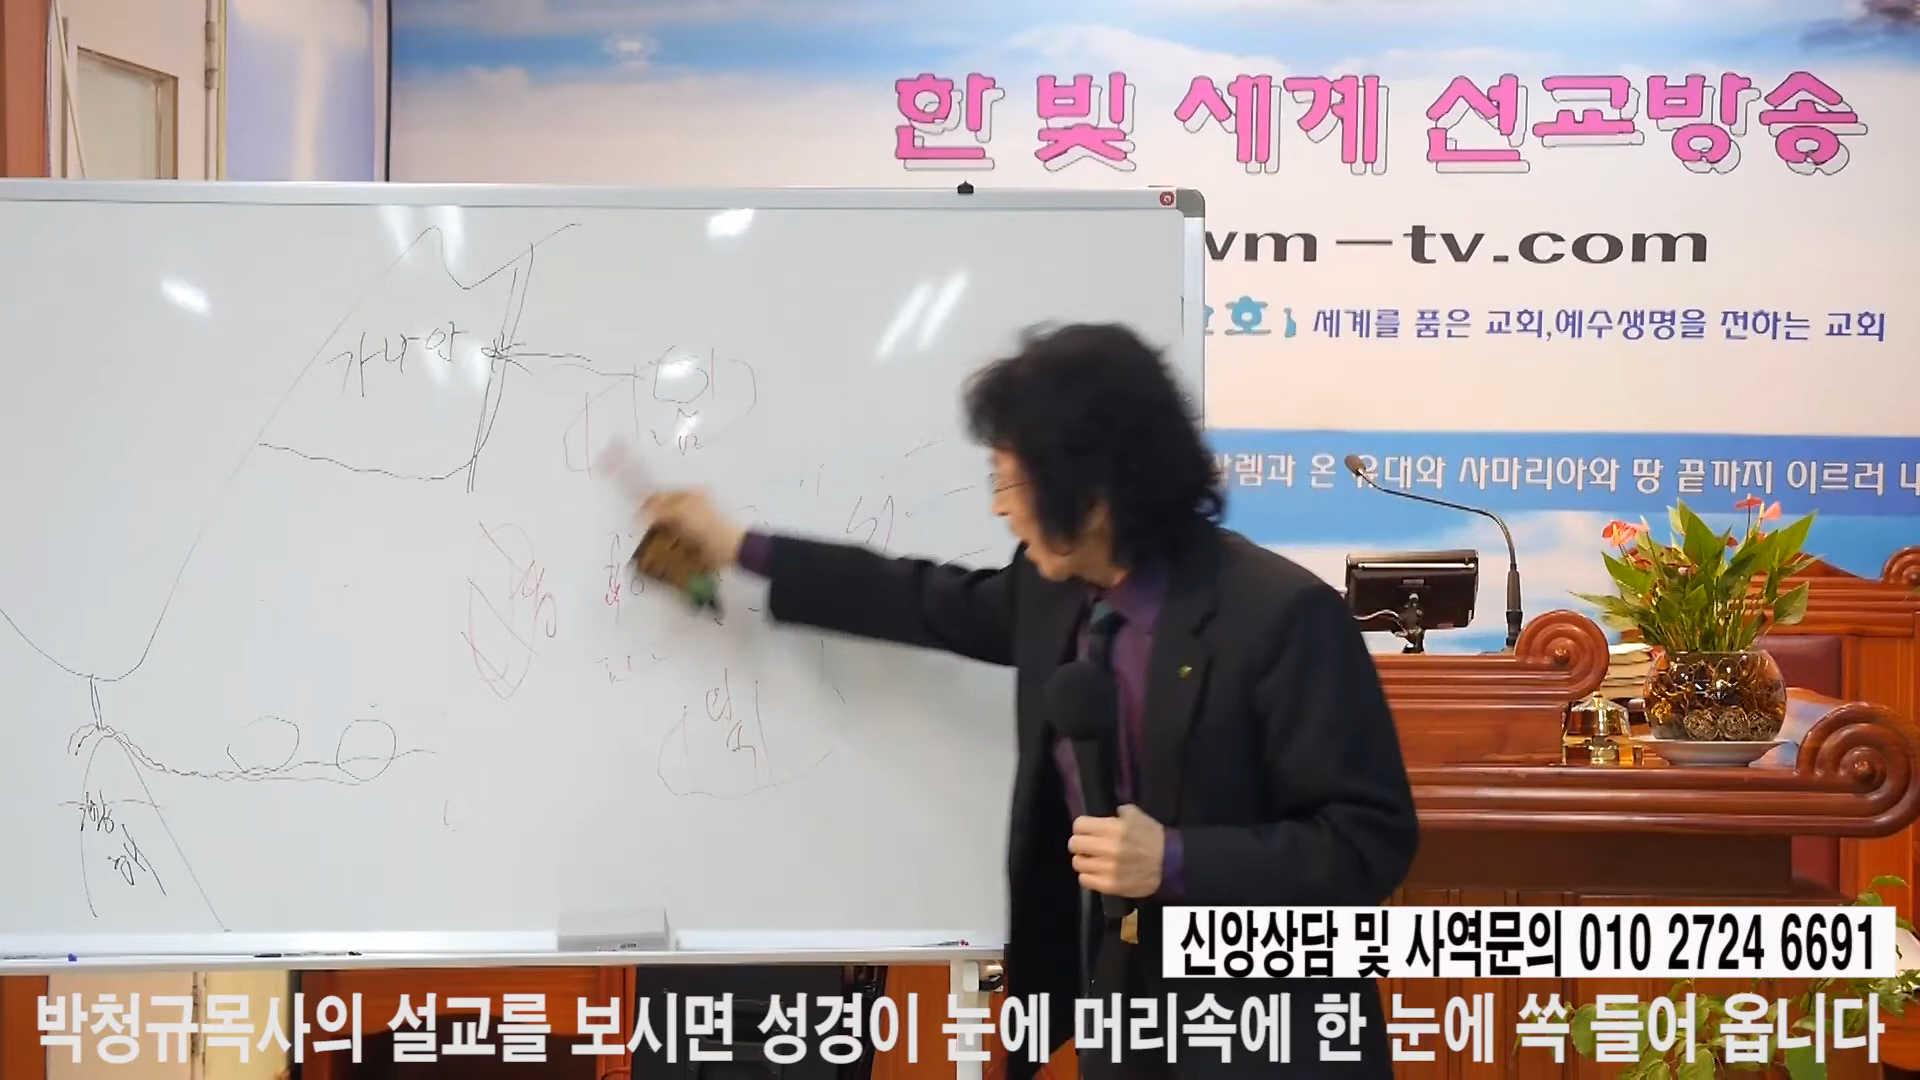 한 빛 세계 선교방송
wm-tv.com
호
세계를 품은 교회,예수생명을 전하는 교회
살렘과 온 유대와 사마리아와 땅 끝까지 이르러 내
가나안
홍해
신앙상담 및 사역문의 010 2724 6691
박청규목사의 설교를 보시면 성경이 눈에 머리속에 한 눈에 쏙 들어 옵니다